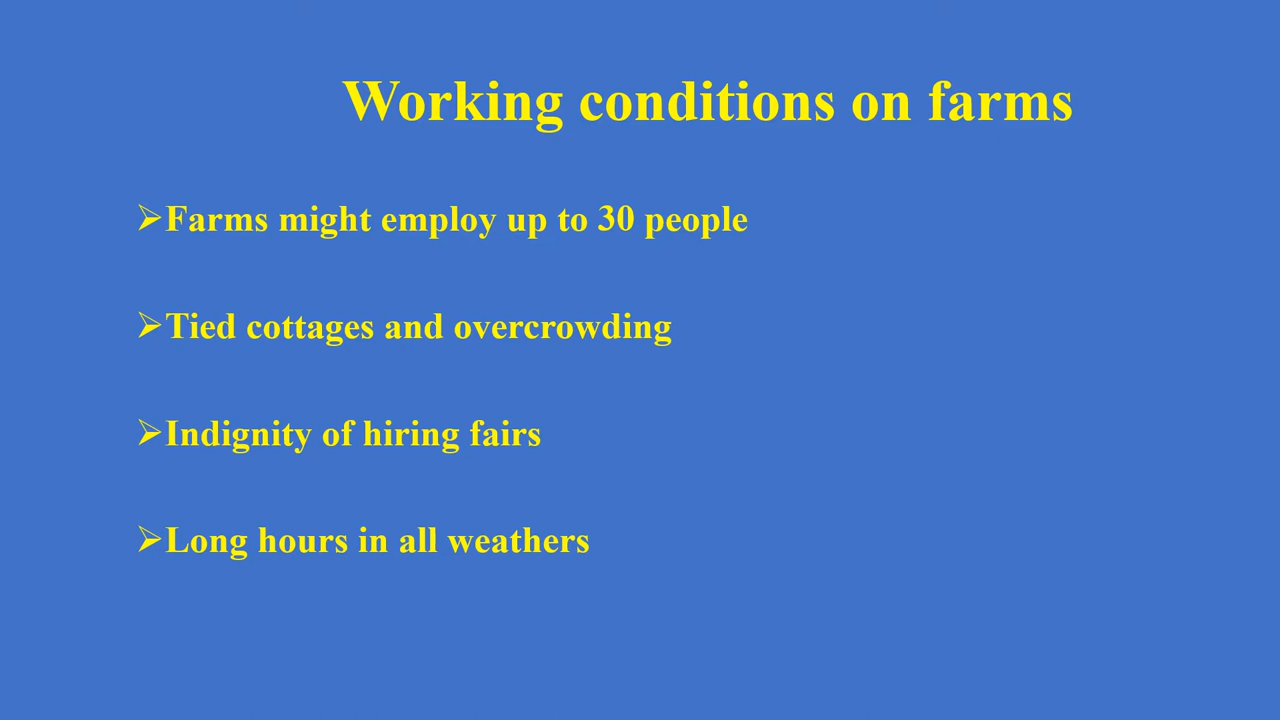 Working conditions on farms
➢Farms might employ up to 30 people
➢Tied cottages and overcrowding
➢Indignity of hiring fairs
➢Long hours in all weathers